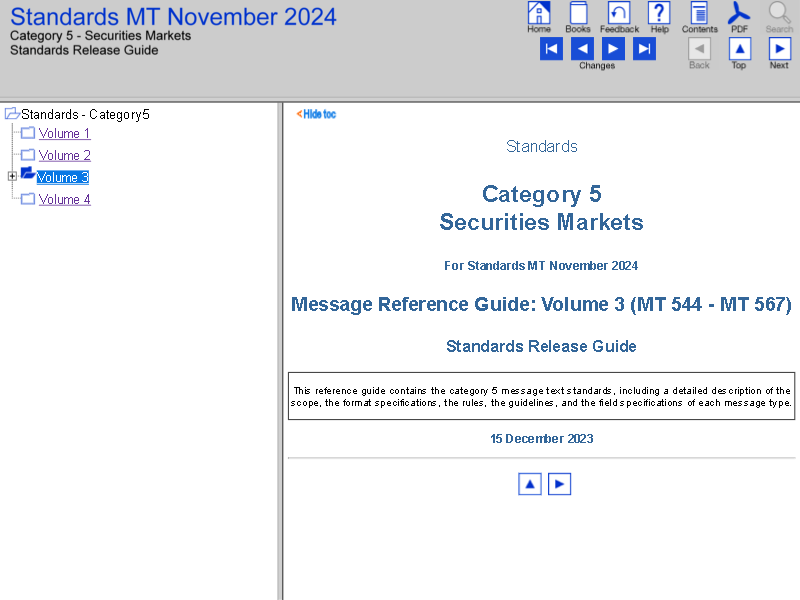 Standards MT November 2024
Category 5 - Securities Markets
Standards Release Guide
Home Books Feedback Help Contents PDF Search
Changes Back Top Next
Standards - Category 5
Volume 1
Volume 2
Volume 3
Volume 4
<Hide toc
Standards
Category 5
Securities Markets
For Standards MT November 2024
Message Reference Guide: Volume 3 (MT 544 - MT 567)
Standards Release Guide
This reference guide contains the category 5 message text standards, including a detailed description of the
scope, the format specifications, the rules, the guidelines, and the field specifications of each message type.
15 December 2023